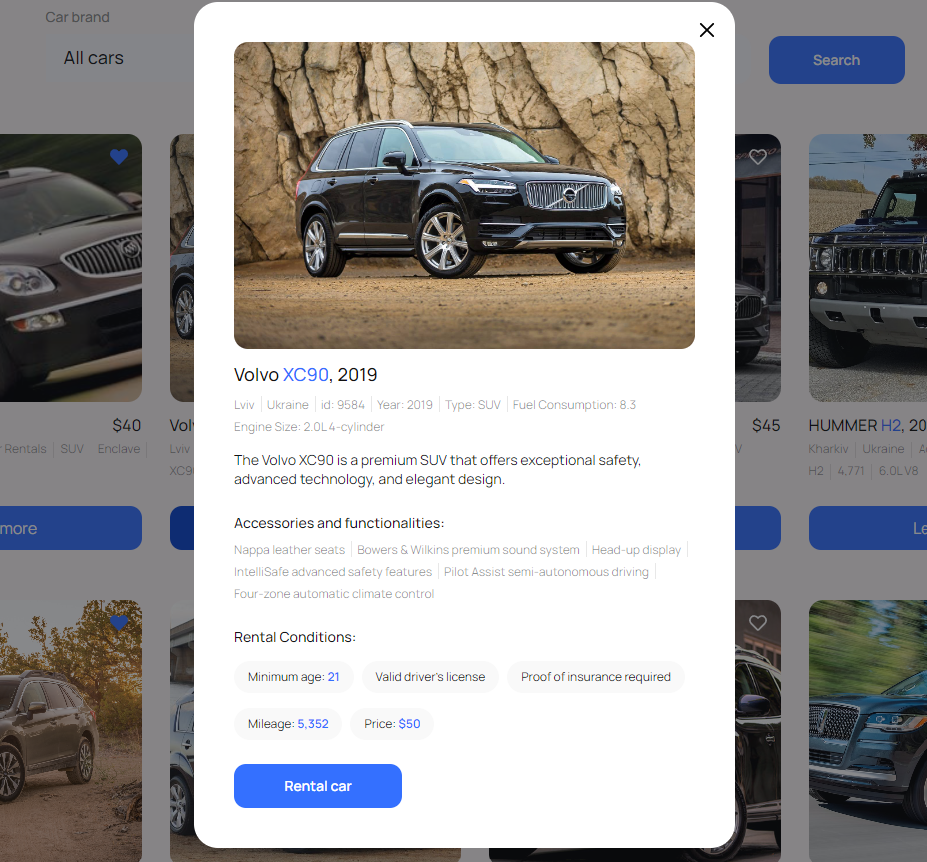 Car brand
All cars
Search
Volvo XC90, 2019
Lviv Ukraine id: 9584 Year: 2019 Type: SUV Fuel Consumption: 8.3
Engine Size: 2.0L 4-cylinder
The Volvo XC90 is a premium SUV that offers exceptional safety,
advanced technology, and elegant design.
Accessories and functionalities:
Nappa leather seats Bowers & Wilkins premium sound system Head-up display
IntelliSafe advanced safety features Pilot Assist semi-autonomous driving
Four-zone automatic climate control
Rental Conditions:
Minimum age: 21 Valid driver's license Proof of insurance required
Mileage: 5,352 Price: $50
Rental car
$40
Rentals SUV Enclave
more
Lviv
$45
HUMMER H2, 20
Kharkiv Ukraine
H2 4,771 6.0L V8